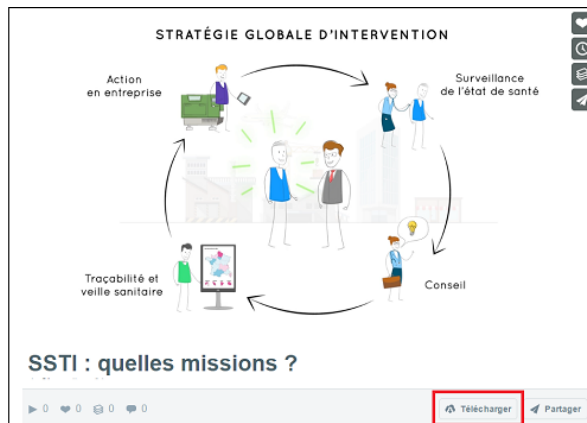 STRATÉGIE GLOBALE D'INTERVENTION
Action
en entreprise
Surveillance
de l'état de santé
Traçabilité et
veille sanitaire
Conseil
SSTI : quelles missions ?
0 0 0 0
Télécharger
Partager